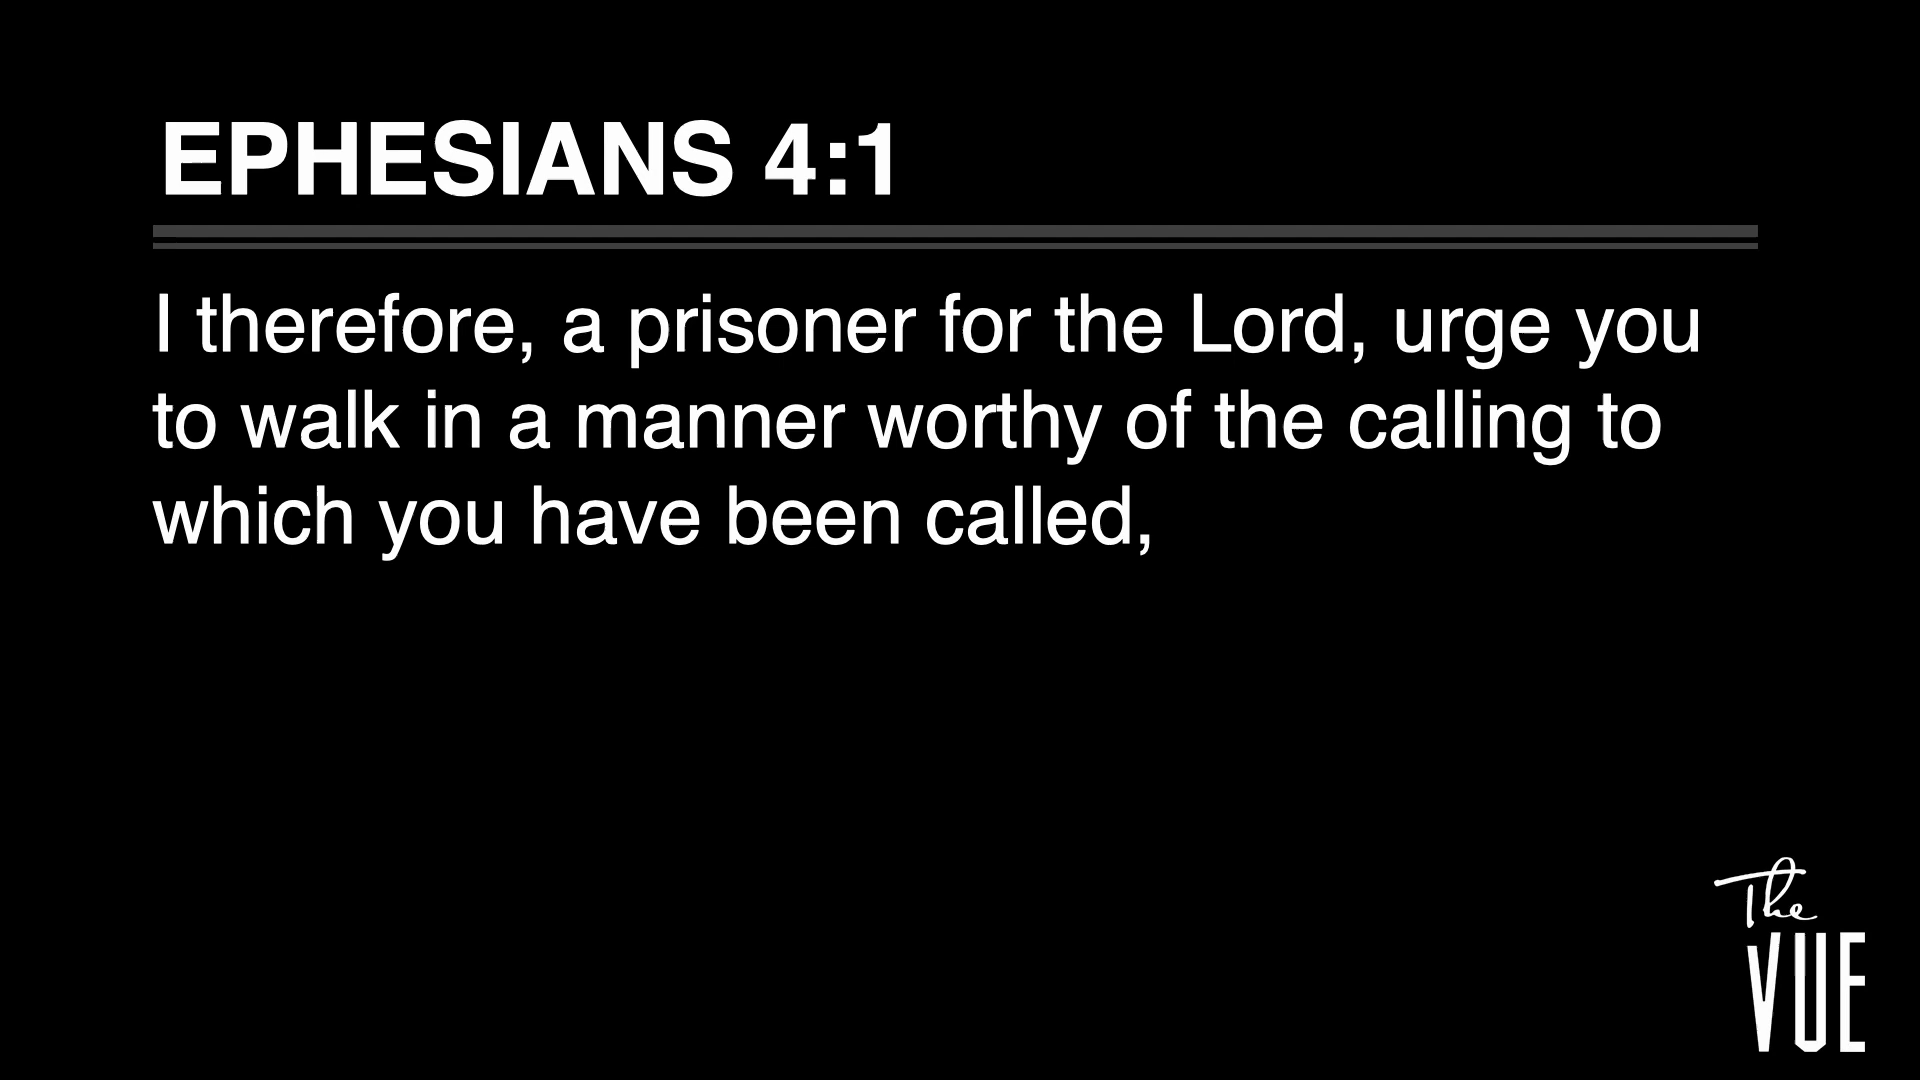 EPHESIANS 4:1
I therefore, a prisoner for the Lord, urge you
to walk in a manner worthy of the calling to
which you have been called,
The
VUE